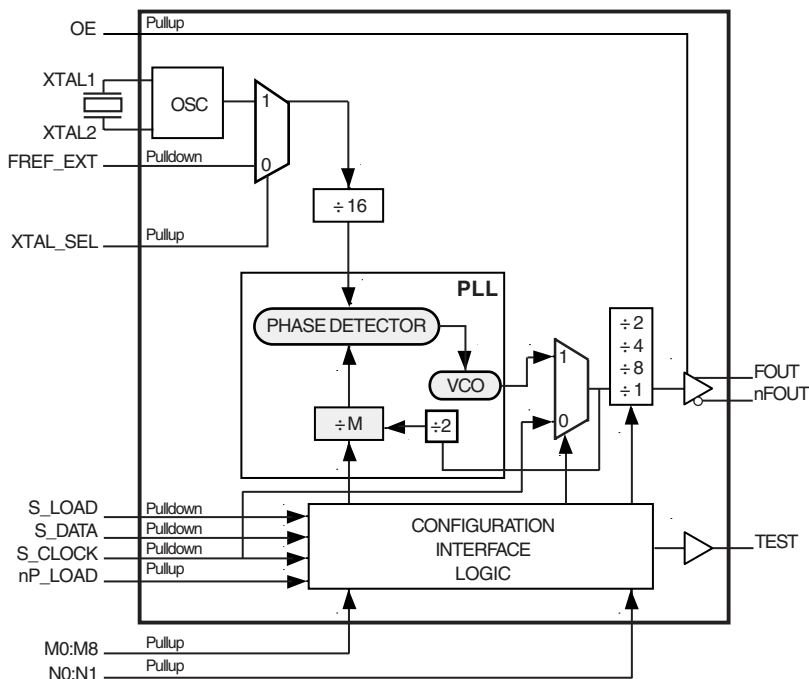 OE Pullup
XTAL1
OSC
1
XTAL2
FREF_EXT Pulldown
0
÷ 16
XTAL_SEL Pullup
PLL
PHASE DETECTOR
VCO
÷ M
÷2
1
0
÷ 2
÷ 4
÷ 8
÷ 1
FOUT
nFOUT
S_LOAD Pulldown
S_DATA Pulldown
S_CLOCK Pulldown
nP_LOAD Pullup
CONFIGURATION
INTERFACE
LOGIC
TEST
M0:M8 Pullup
N0:N1 Pullup